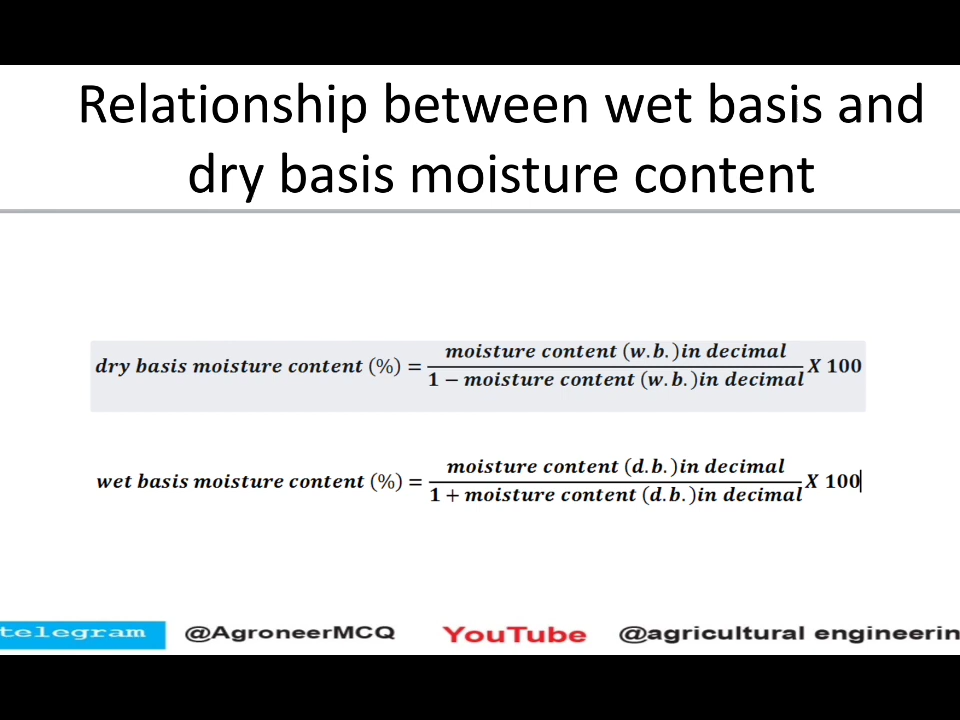 Relationship between wet basis and
dry basis moisture content
dry basis moisture content (%) = moisture content (w.b.)in decimal / 1 − moisture content (w.b.)in decimal X 100
wet basis moisture content (%) = moisture content (d.b.)in decimal / 1 + moisture content (d.b.)in decimal X 100
telegram @AgroneerMCQ YouTube @agricultural engineerin